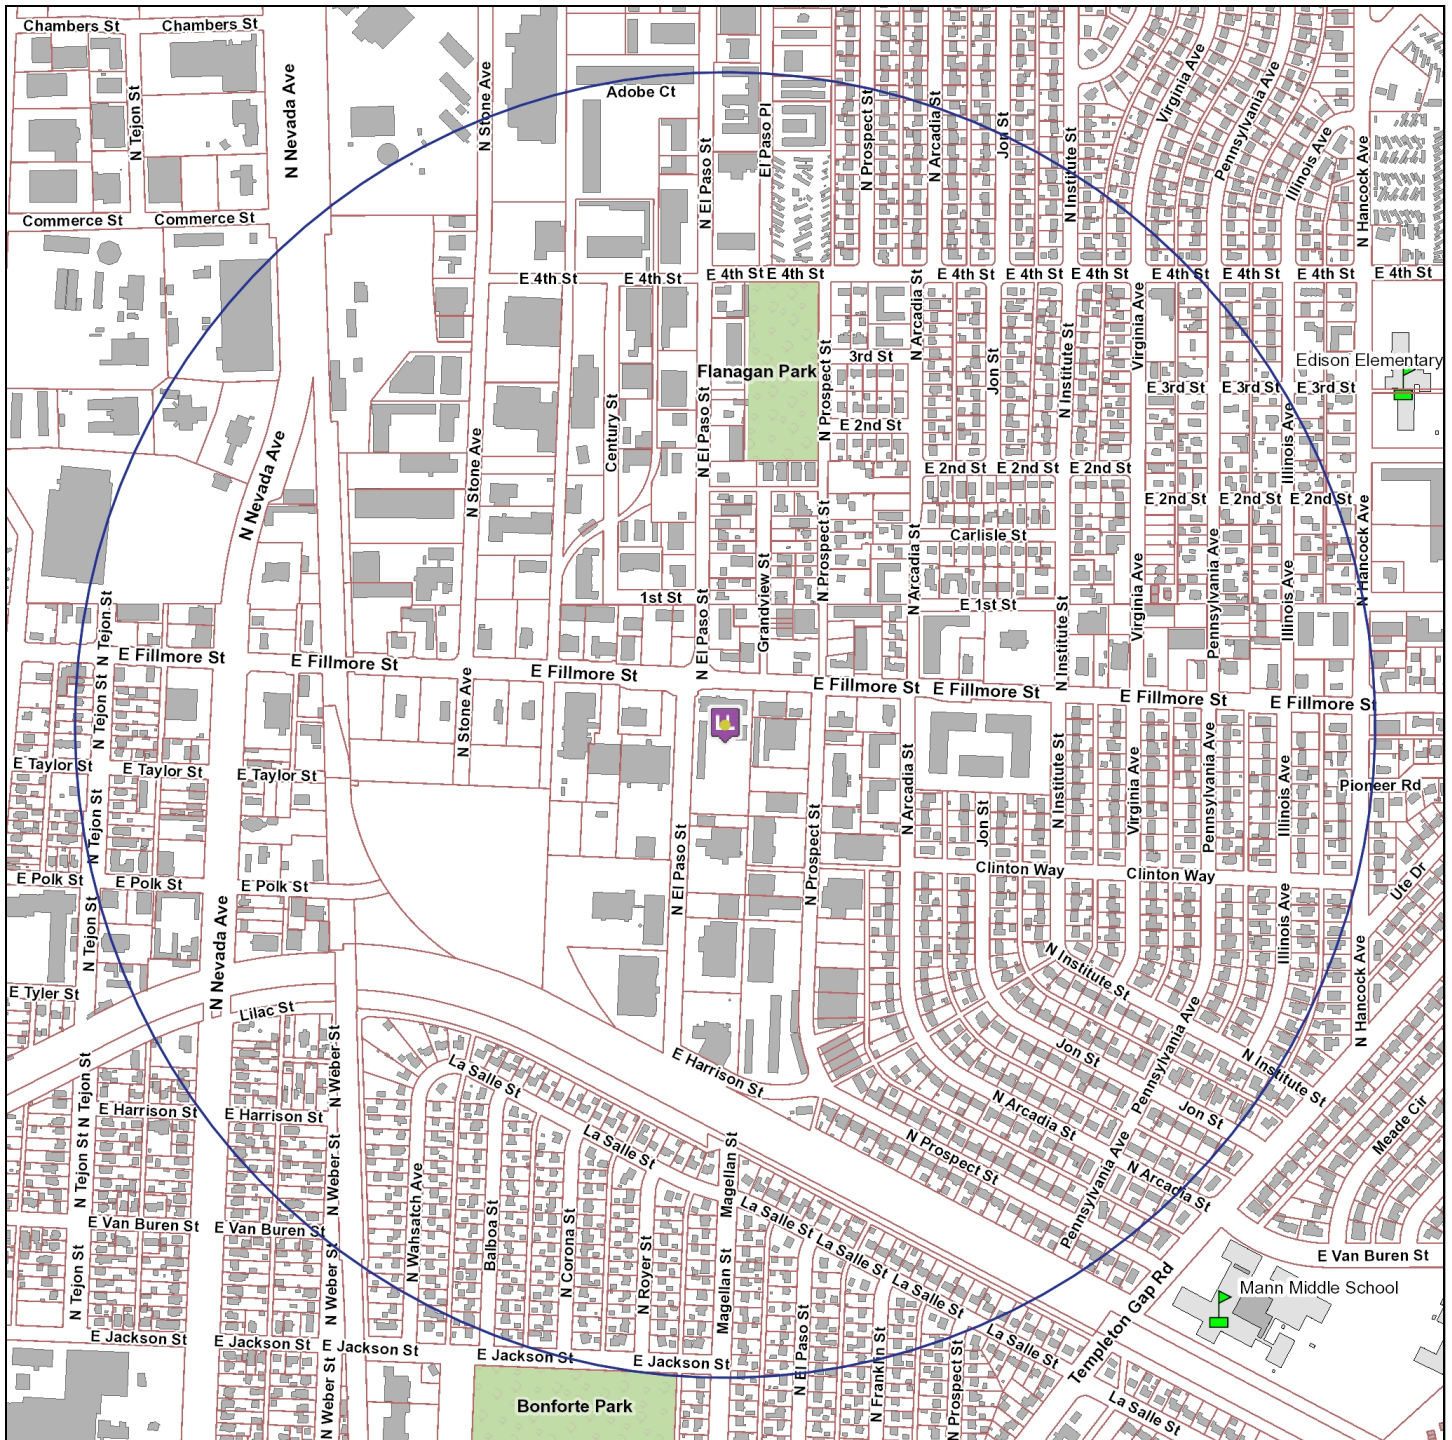 Chambers St
Chambers St
N Tejon St
N Nevada Ave
N Stone Ave
Adobe Ct
N El Paso St
El Paso Pl
N Prospect St
N Arcadia St
Jon St
N Institute St
Virginia Ave
Pennsylvania Ave
Illinois Ave
N Hancock Ave
Commerce St
Commerce St
E 4th St
E 4th St
E 4th St
E 4th St
E 4th St
E 4th St
E 4th St
E 4th St
E 4th St
E 4th St
E 4th St
N Arcadia St
Virginia Ave
3rd St
Jon St
N Institute St
Edison Elementary
Flanagan Park
N Prospect St
E 3rd St
E 3rd St
E 3rd St
N El Paso St
Century St
E 2nd St
Illinois Ave
N Nevada Ave
N Stone Ave
E 2nd St
E 2nd St
E 2nd St
E 2nd St
E 2nd St
E 2nd St
N Prospect St
Carlisle St
N Hancock Ave
N Arcadia St
Virginia Ave
Pennsylvania Ave
Illinois Ave
1st St
N El Paso St
Grandview St
E 1st St
N Institute St
N Tejon St
E Fillmore St
E Fillmore St
E Fillmore St
E Fillmore St
E Fillmore St
E Fillmore St
E Fillmore St
N Tejon St
N Stone Ave
N Arcadia St
N Institute St
Virginia Ave
Pennsylvania Ave
Illinois Ave
E Taylor St
E Taylor St
E Taylor St
Pioneer Rd
N Tejon St
N El Paso St
N Prospect St
Jon St
Clinton Way
Clinton Way
Ute Dr
E Polk St
E Polk St
E Polk St
N Tejon St
N Nevada Ave
Illinois Ave
N Hancock Ave
N Institute St
E Tyler St
Lilac St
Pennsylvania Ave
N Tejon St
N Weber St
La Salle St
E Harrison St
Jon St
N Institute St
E Harrison St
E Harrison St
N Arcadia St
Jon St
Meade Cir
N Tejon St
N Weber St
La Salle St
Magellan St
N Prospect St
Pennsylvania Ave
N Arcadia St
N Wahsatch Ave
Balboa St
N Corona St
N Royer St
Magellan St
La Salle St
La Salle St
La Salle St
E Van Buren St
E Van Buren St
E Van Buren St
N Tejon St
N Weber St
Templeton Gap Rd
Mann Middle School
N El Paso St
N Franklin St
N Prospect St
La Salle St
E Jackson St
E Jackson St
E Jackson St
E Jackson St
E Jackson St
N Weber St
Bonforte Park
La Salle St